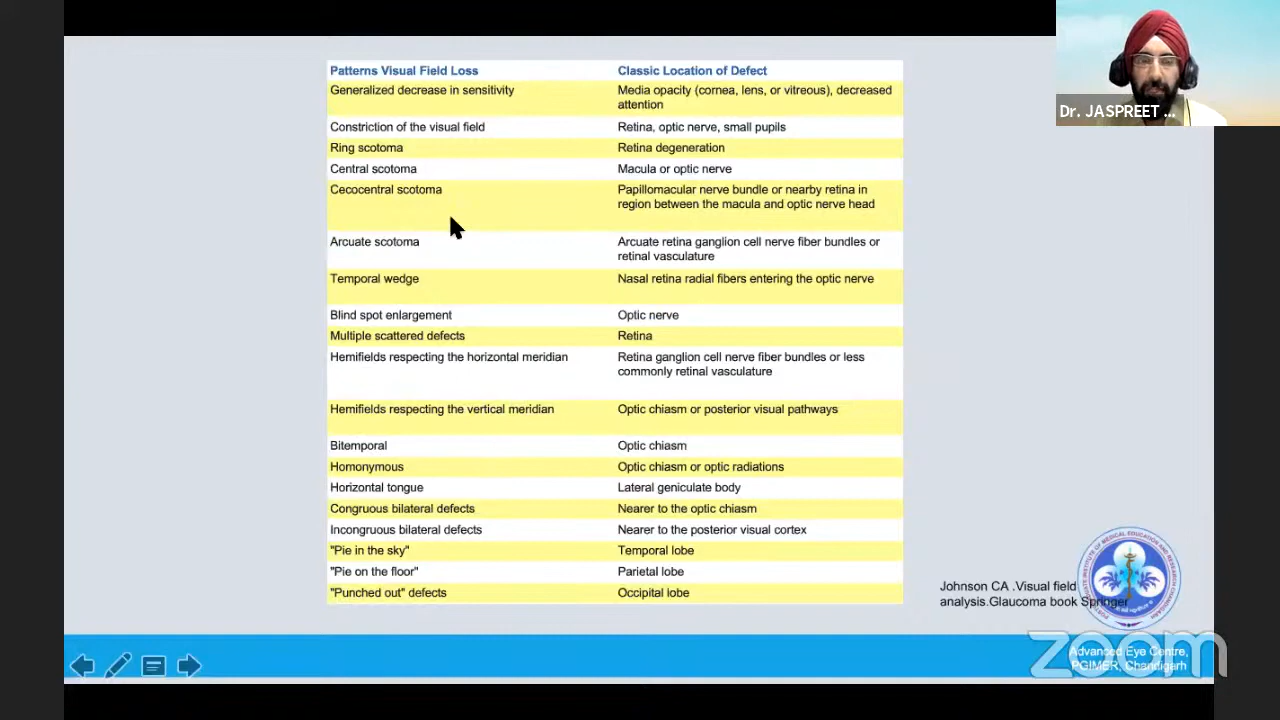 Dr. JASPREET ...
Patterns Visual Field Loss Classic Location of Defect
Generalized decrease in sensitivity Media opacity (cornea, lens, or vitreous), decreased
attention
Constriction of the visual field Retina, optic nerve, small pupils
Ring scotoma Retina degeneration
Central scotoma Macula or optic nerve
Cecocentral scotoma Papillomacular nerve bundle or nearby retina in
region between the macula and optic nerve head
Arcuate scotoma Arcuate retina ganglion cell nerve fiber bundles or
retinal vasculature
Temporal wedge Nasal retina radial fibers entering the optic nerve
Blind spot enlargement Optic nerve
Multiple scattered defects Retina
Hemifields respecting the horizontal meridian Retina ganglion cell nerve fiber bundles or less
commonly retinal vasculature
Hemifields respecting the vertical meridian Optic chiasm or posterior visual pathways
Bitemporal Optic chiasm
Homonymous Optic chiasm or optic radiations
Horizontal tongue Lateral geniculate body
Congruous bilateral defects Nearer to the optic chiasm
Incongruous bilateral defects Nearer to the posterior visual cortex
"Pie in the sky" Temporal lobe
"Pie on the floor" Parietal lobe
"Punched out" defects Occipital lobe
Johnson CA .Visual field
analysis.Glaucoma book Springer
zoom
Advanced Eye Centre,
PGIMER, Chandigarh